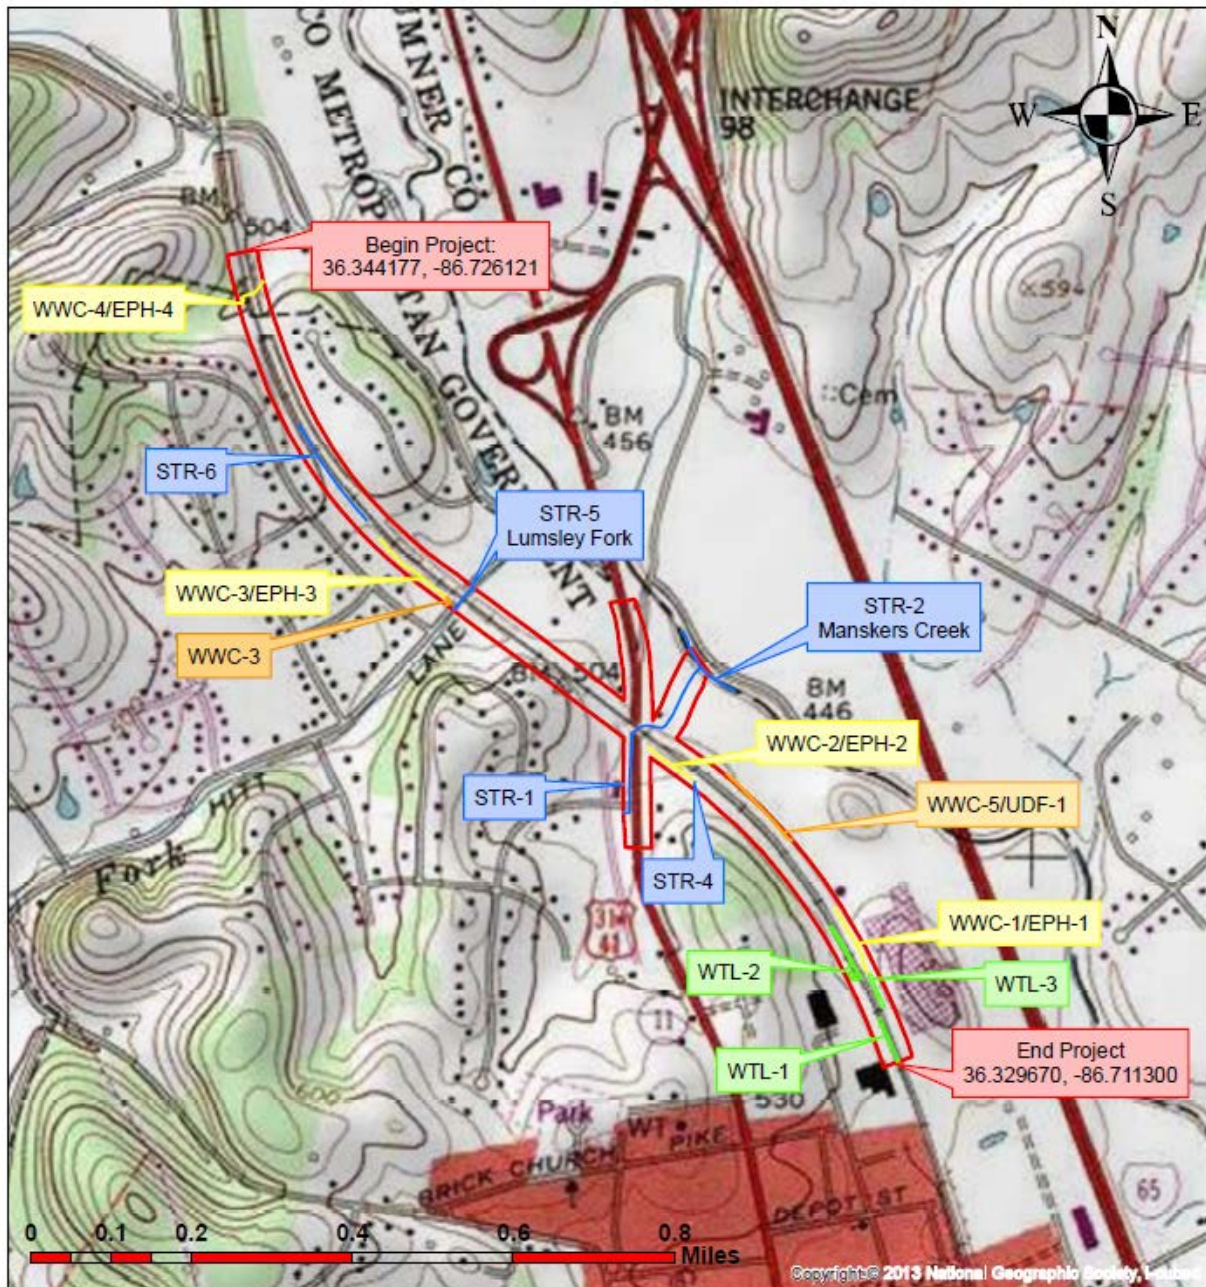 N
W
E
S
CO METROPOLITAN GOVERNMENT
SUMNER CO
INTERCHANGE
98
BM
504
Begin Project:
36.344177, -86.726121
WWC-4/EPH-4
594
Cem
BM
456
STR-6
STR-5
Lumsley Fork
WWC-3/EPH-3
STR-2
Manskers Creek
WWC-3
LANE
BM 504
BM
446
WWC-2/EPH-2
STR-1
HITT
WWC-5/UDF-1
Fork
STR-4
31W
41
WWC-1/EPH-1
WTL-2
WTL-3
11
WTL-1
End Project
36.329670, -86.711300
600
530
Park
WT
BRICK CHURCH PIKE
DEPOT ST
65
0 0.1 0.2 0.4 0.6 0.8
Miles
Copyright:© 2013 National Geographic Society, i-cubed